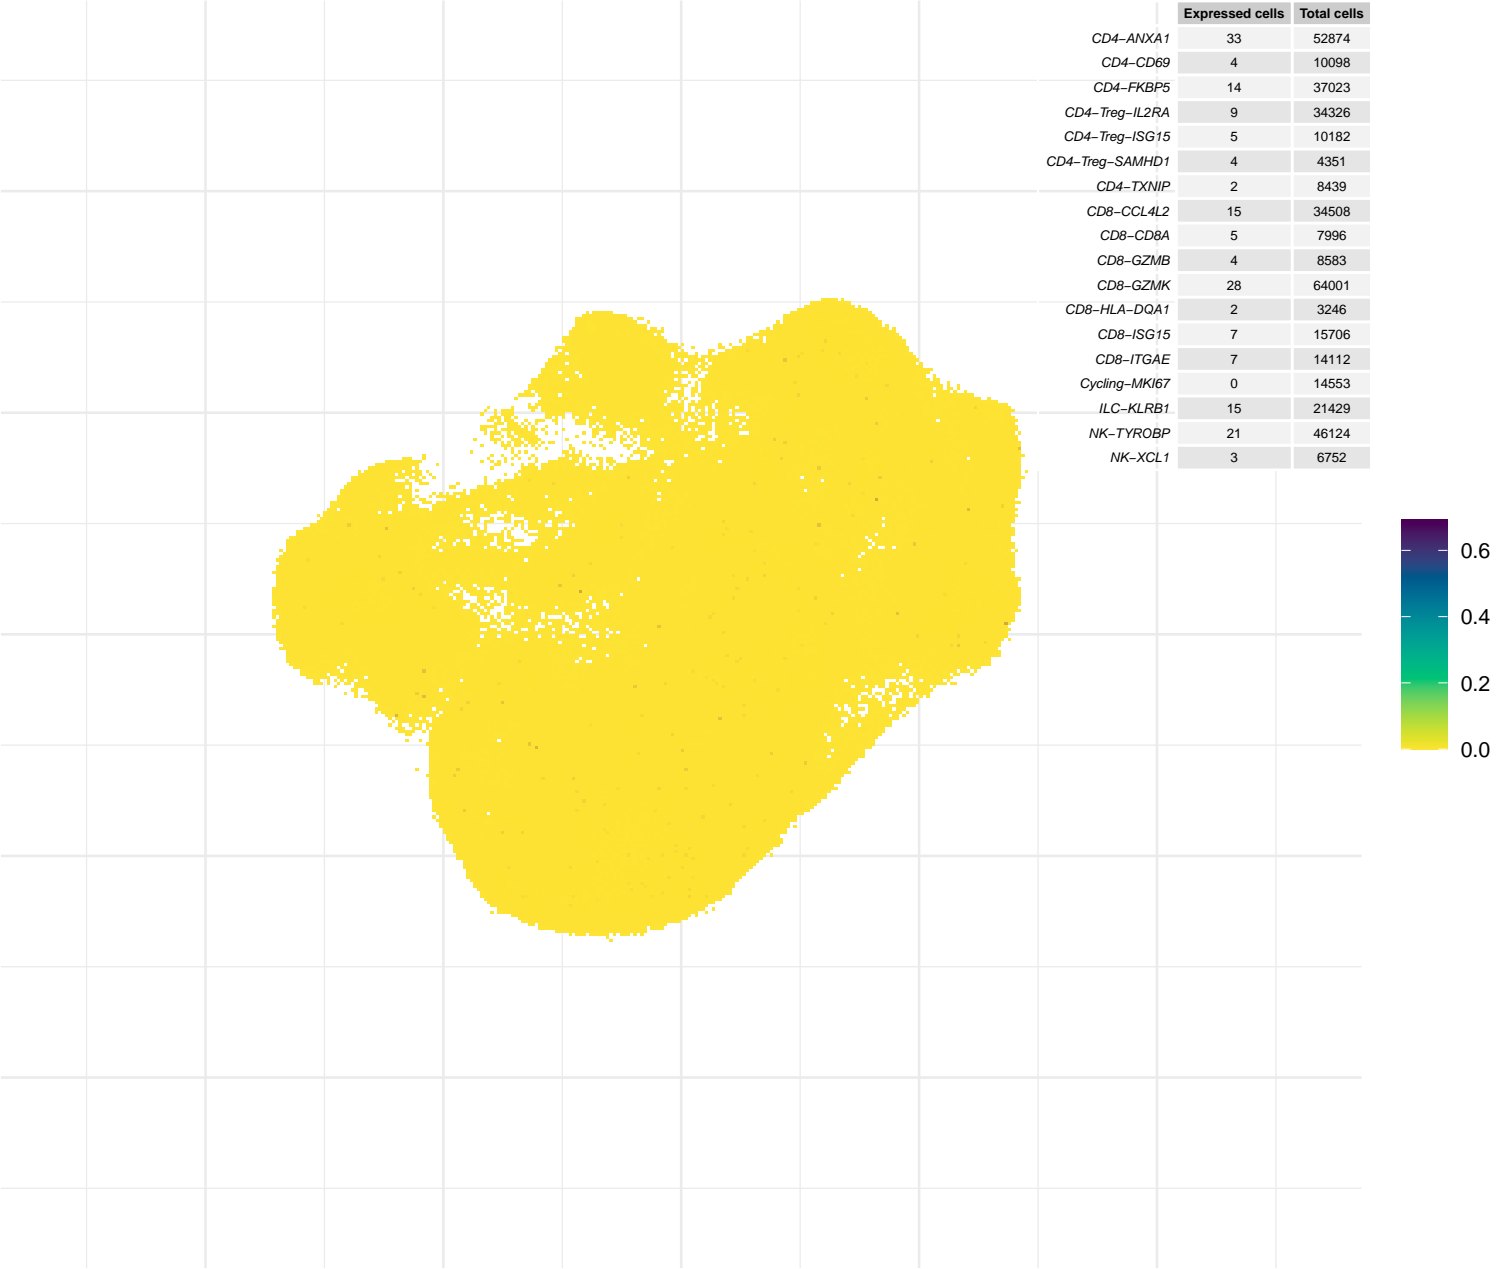 Expressed cells Total cells
CD4−ANXA1 33 52874
CD4−CD69 4 10098
CD4−FKBP5 14 37023
CD4−Treg−IL2RA 9 34326
CD4−Treg−ISG15 5 10182
CD4−Treg−SAMHD1 4 4351
CD4−TXNIP 2 8439
CD8−CCL4L2 15 34508
CD8−CD8A 5 7996
CD8−GZMB 4 8583
CD8−GZMK 28 64001
CD8−HLA−DQA1 2 3246
CD8−ISG15 7 15706
CD8−ITGAE 7 14112
Cycling−MKI67 0 14553
ILC−KLRB1 15 21429
NK−TYROBP 21 46124
NK−XCL1 3 6752
0.6
0.4
0.2
0.0